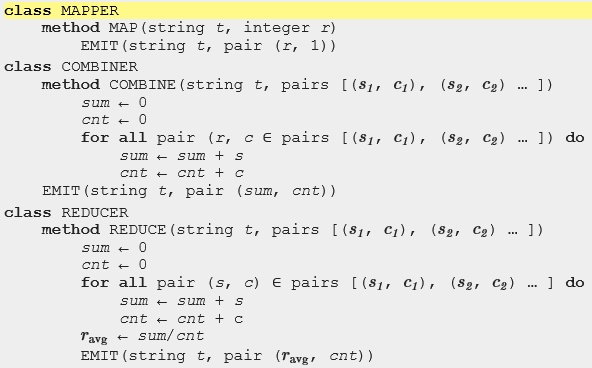 class MAPPER
method MAP(string t, integer r)
EMIT(string t, pair (r, 1))
class COMBINER
method COMBINE(string t, pairs [(s1, c1), (s2, c2) … ])
sum ← 0
cnt ← 0
for all pair (r, c ∈ pairs [(s1, c1), (s2, c2) … ]) do
sum ← sum + s
cnt ← cnt + c
EMIT(string t, pair (sum, cnt))
class REDUCER
method REDUCE(string t, pairs [(s1, c1), (s2, c2) … ])
sum ← 0
cnt ← 0
for all pair (s, c) ∈ pairs [(s1, c1), (s2, c2) … ] do
sum ← sum + s
cnt ← cnt + c
ravg ← sum/cnt
EMIT(string t, pair (ravg, cnt))